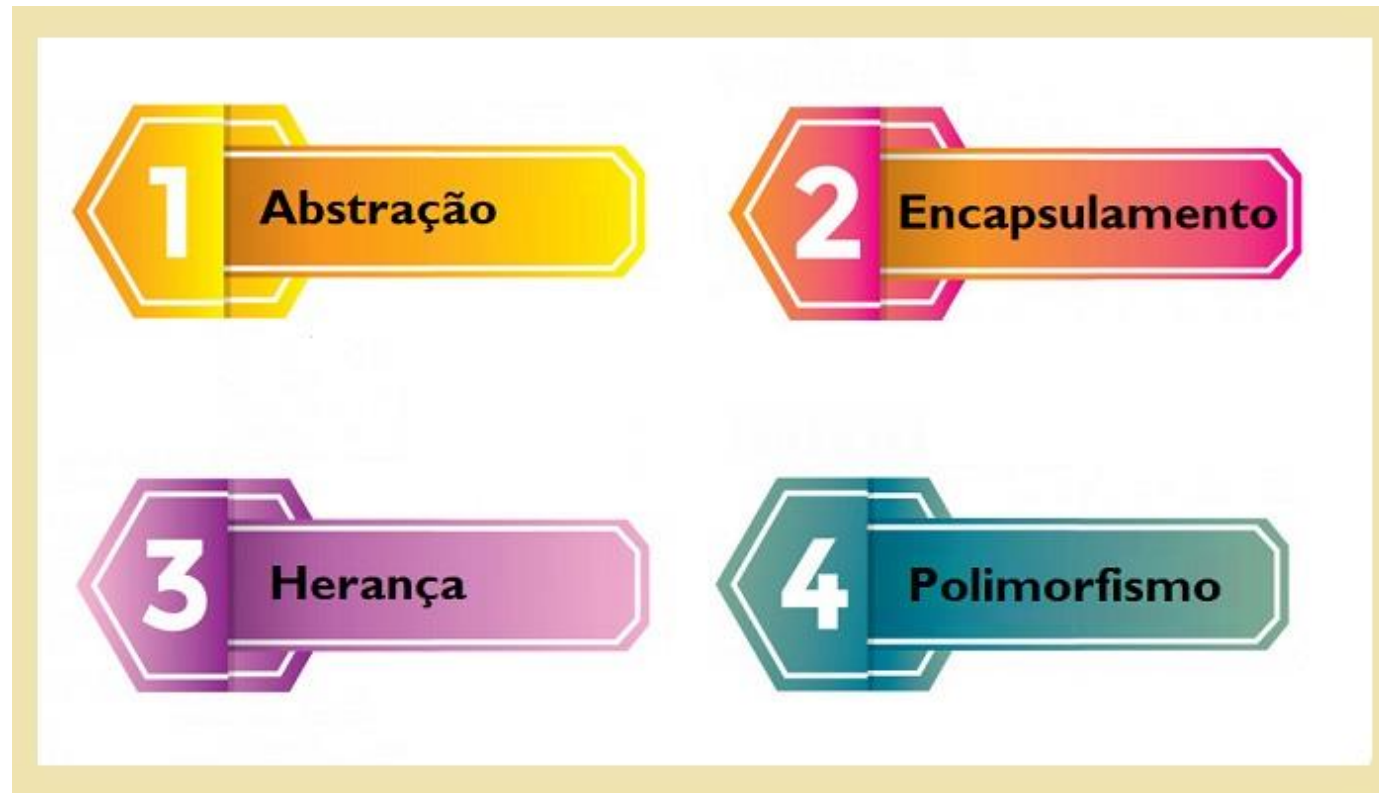 1 Abstração
2 Encapsulamento
3 Herança
4 Polimorfismo